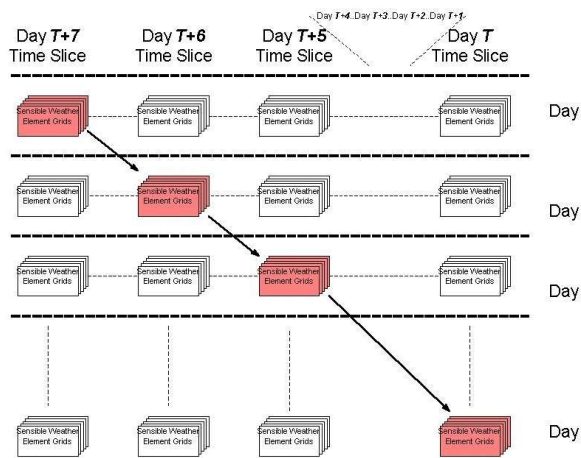 Day T+4..Day T+3..Day T+2..Day T+1
Day T+7
Time Slice
Day T+6
Time Slice
Day T+5
Time Slice
Day T
Time Slice
Sensible Weather
Element Grids
Sensible Weather
Element Grids
Sensible Weather
Element Grids
Sensible Weather
Element Grids
Day
Sensible Weather
Element Grids
Sensible Weather
Element Grids
Sensible Weather
Element Grids
Sensible Weather
Element Grids
Day
Sensible Weather
Element Grids
Sensible Weather
Element Grids
Sensible Weather
Element Grids
Sensible Weather
Element Grids
Day
Sensible Weather
Element Grids
Sensible Weather
Element Grids
Sensible Weather
Element Grids
Sensible Weather
Element Grids
Day